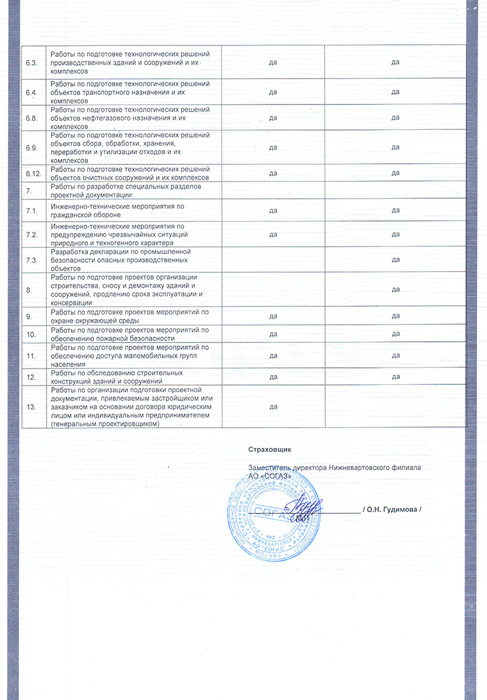 6.3. Работы по подготовке технологических решений
производственных зданий и сооружений и их
комплексов
да да
6.4. Работы по подготовке технологических решений
объектов транспортного назначения и их
комплексов
да да
6.8. Работы по подготовке технологических решений
объектов нефтегазового назначения и их
комплексов
да да
6.9. Работы по подготовке технологических решений
объектов сбора, обработки, хранения,
переработки и утилизации отходов и их
комплексов
да да
6.12. Работы по подготовке технологических решений
объектов очистных сооружений и их комплексов
да да
7. Работы по разработке специальных разделов
проектной документации:
7.1. Инженерно-технические мероприятия по
гражданской обороне
да да
7.2. Инженерно-технические мероприятия по
предупреждению чрезвычайных ситуаций
природного и техногенного характера
да да
7.3. Разработка декларации по промышленной
безопасности опасных производственных
объектов
да
8. Работы по подготовке проектов организации
строительства, сносу и демонтажу зданий и
сооружений, продлению срока эксплуатации и
консервации
да
9. Работы по подготовке проектов мероприятий по
охране окружающей среды
да да
10. Работы по подготовке проектов мероприятий по
обеспечению пожарной безопасности
да да
11. Работы по подготовке проектов мероприятий по
обеспечению доступа маломобильных групп
населения
да да
12. Работы по обследованию строительных
конструкций зданий и сооружений
да да
13. Работы по организации подготовки проектной
документации, привлекаемым застройщиком или
заказчиком на основании договора юридическим
лицом или индивидуальным предпринимателем
(генеральным проектировщиком)
да
Страховщик
Заместитель директора Нижневартовского филиала
АО «СОГАЗ»
/ О.Н. Гудимова /
СОГАЗ